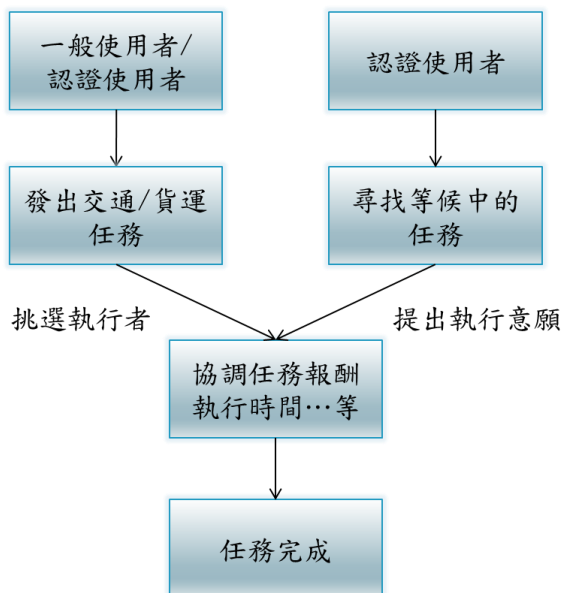 一般使用者/
認證使用者
認證使用者
發出交通/貨運
任務
尋找等候中的
任務
挑選執行者
提出執行意願
協調任務報酬
執行時間…等
任務完成